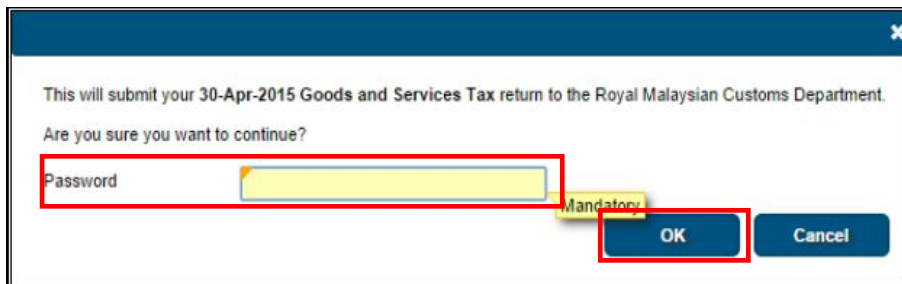 This will submit your 30-Apr-2015 Goods and Services Tax return to the Royal Malaysian Customs Department.
Are you sure you want to continue?
Password
Mandatory
OK Cancel